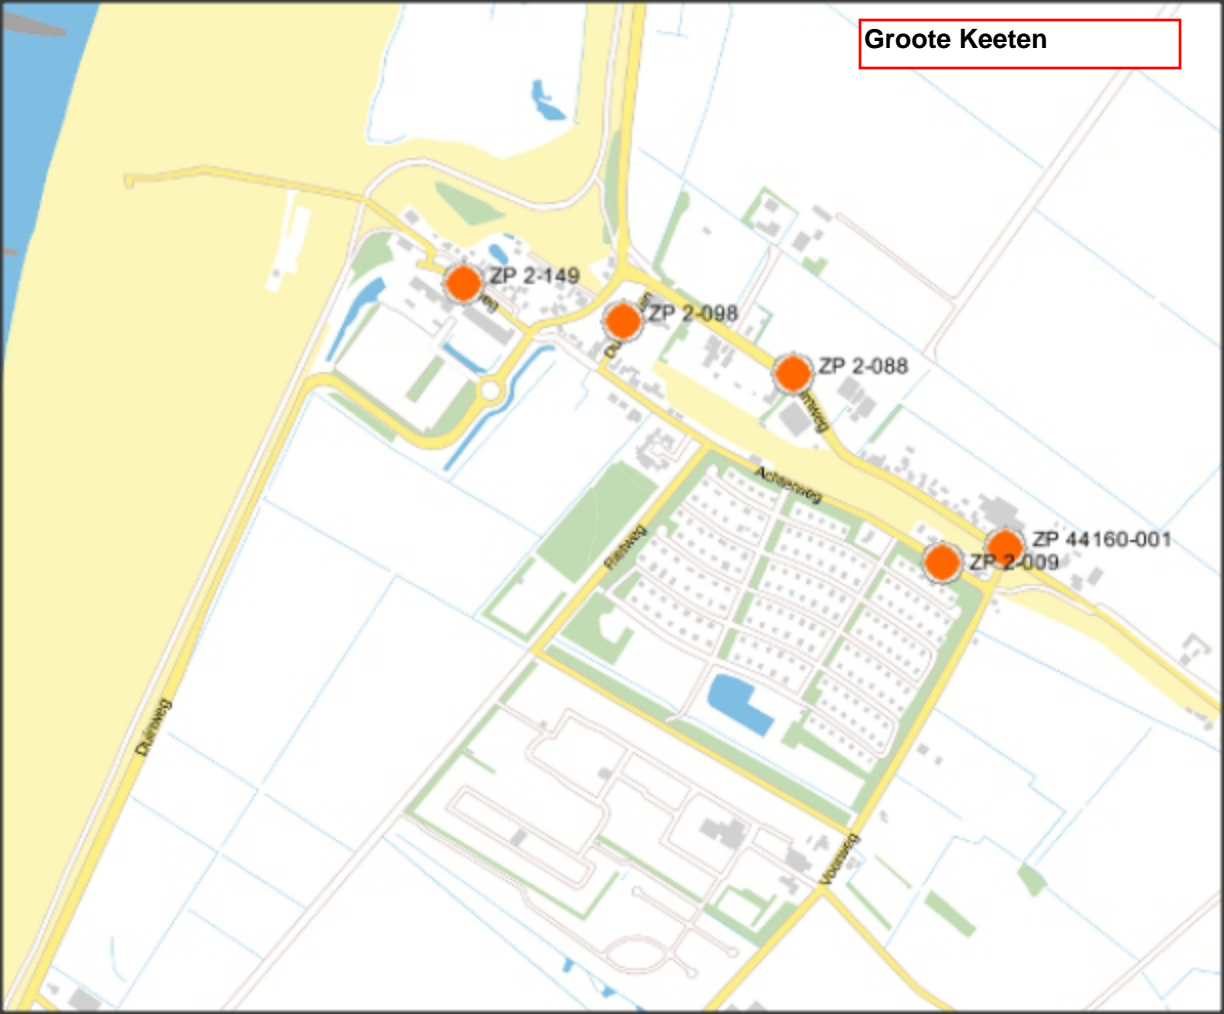 Groote Keeten
ZP 2-149
ZP 2-098
ZP 2-088
Achterweg
Rietweg
ZP 44160-001
ZP 2-009
Duinweg
Voorweg